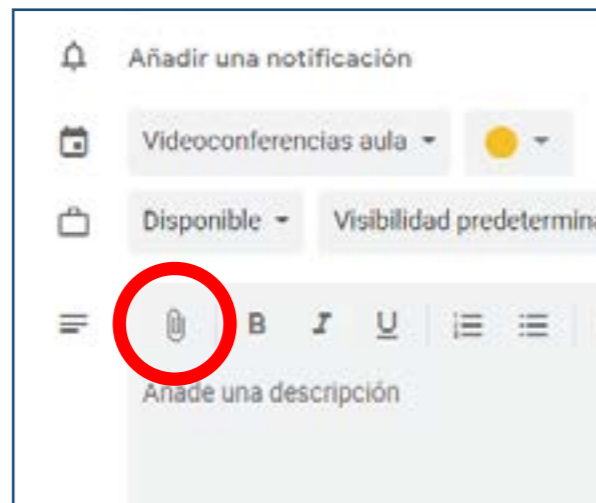 Añadir una notificación
Videoconferencias aula
Disponible Visibilidad predetermina
B I U
Añade una descripción